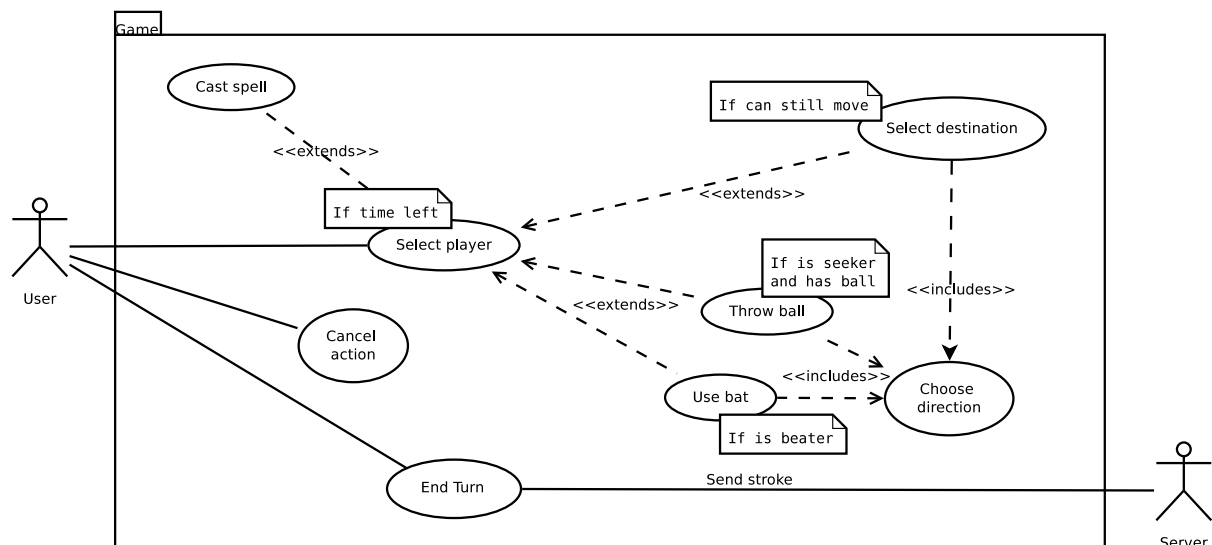 Game
Cast spell
If can still move
Select destination
<<extends>>
<<extends>>
If time left
Select player
User
If is seeker
and has ball
<<includes>>
<<extends>>
Throw ball
Cancel
action
<<includes>>
Use bat
Choose
direction
If is beater
End Turn
Send stroke
Server